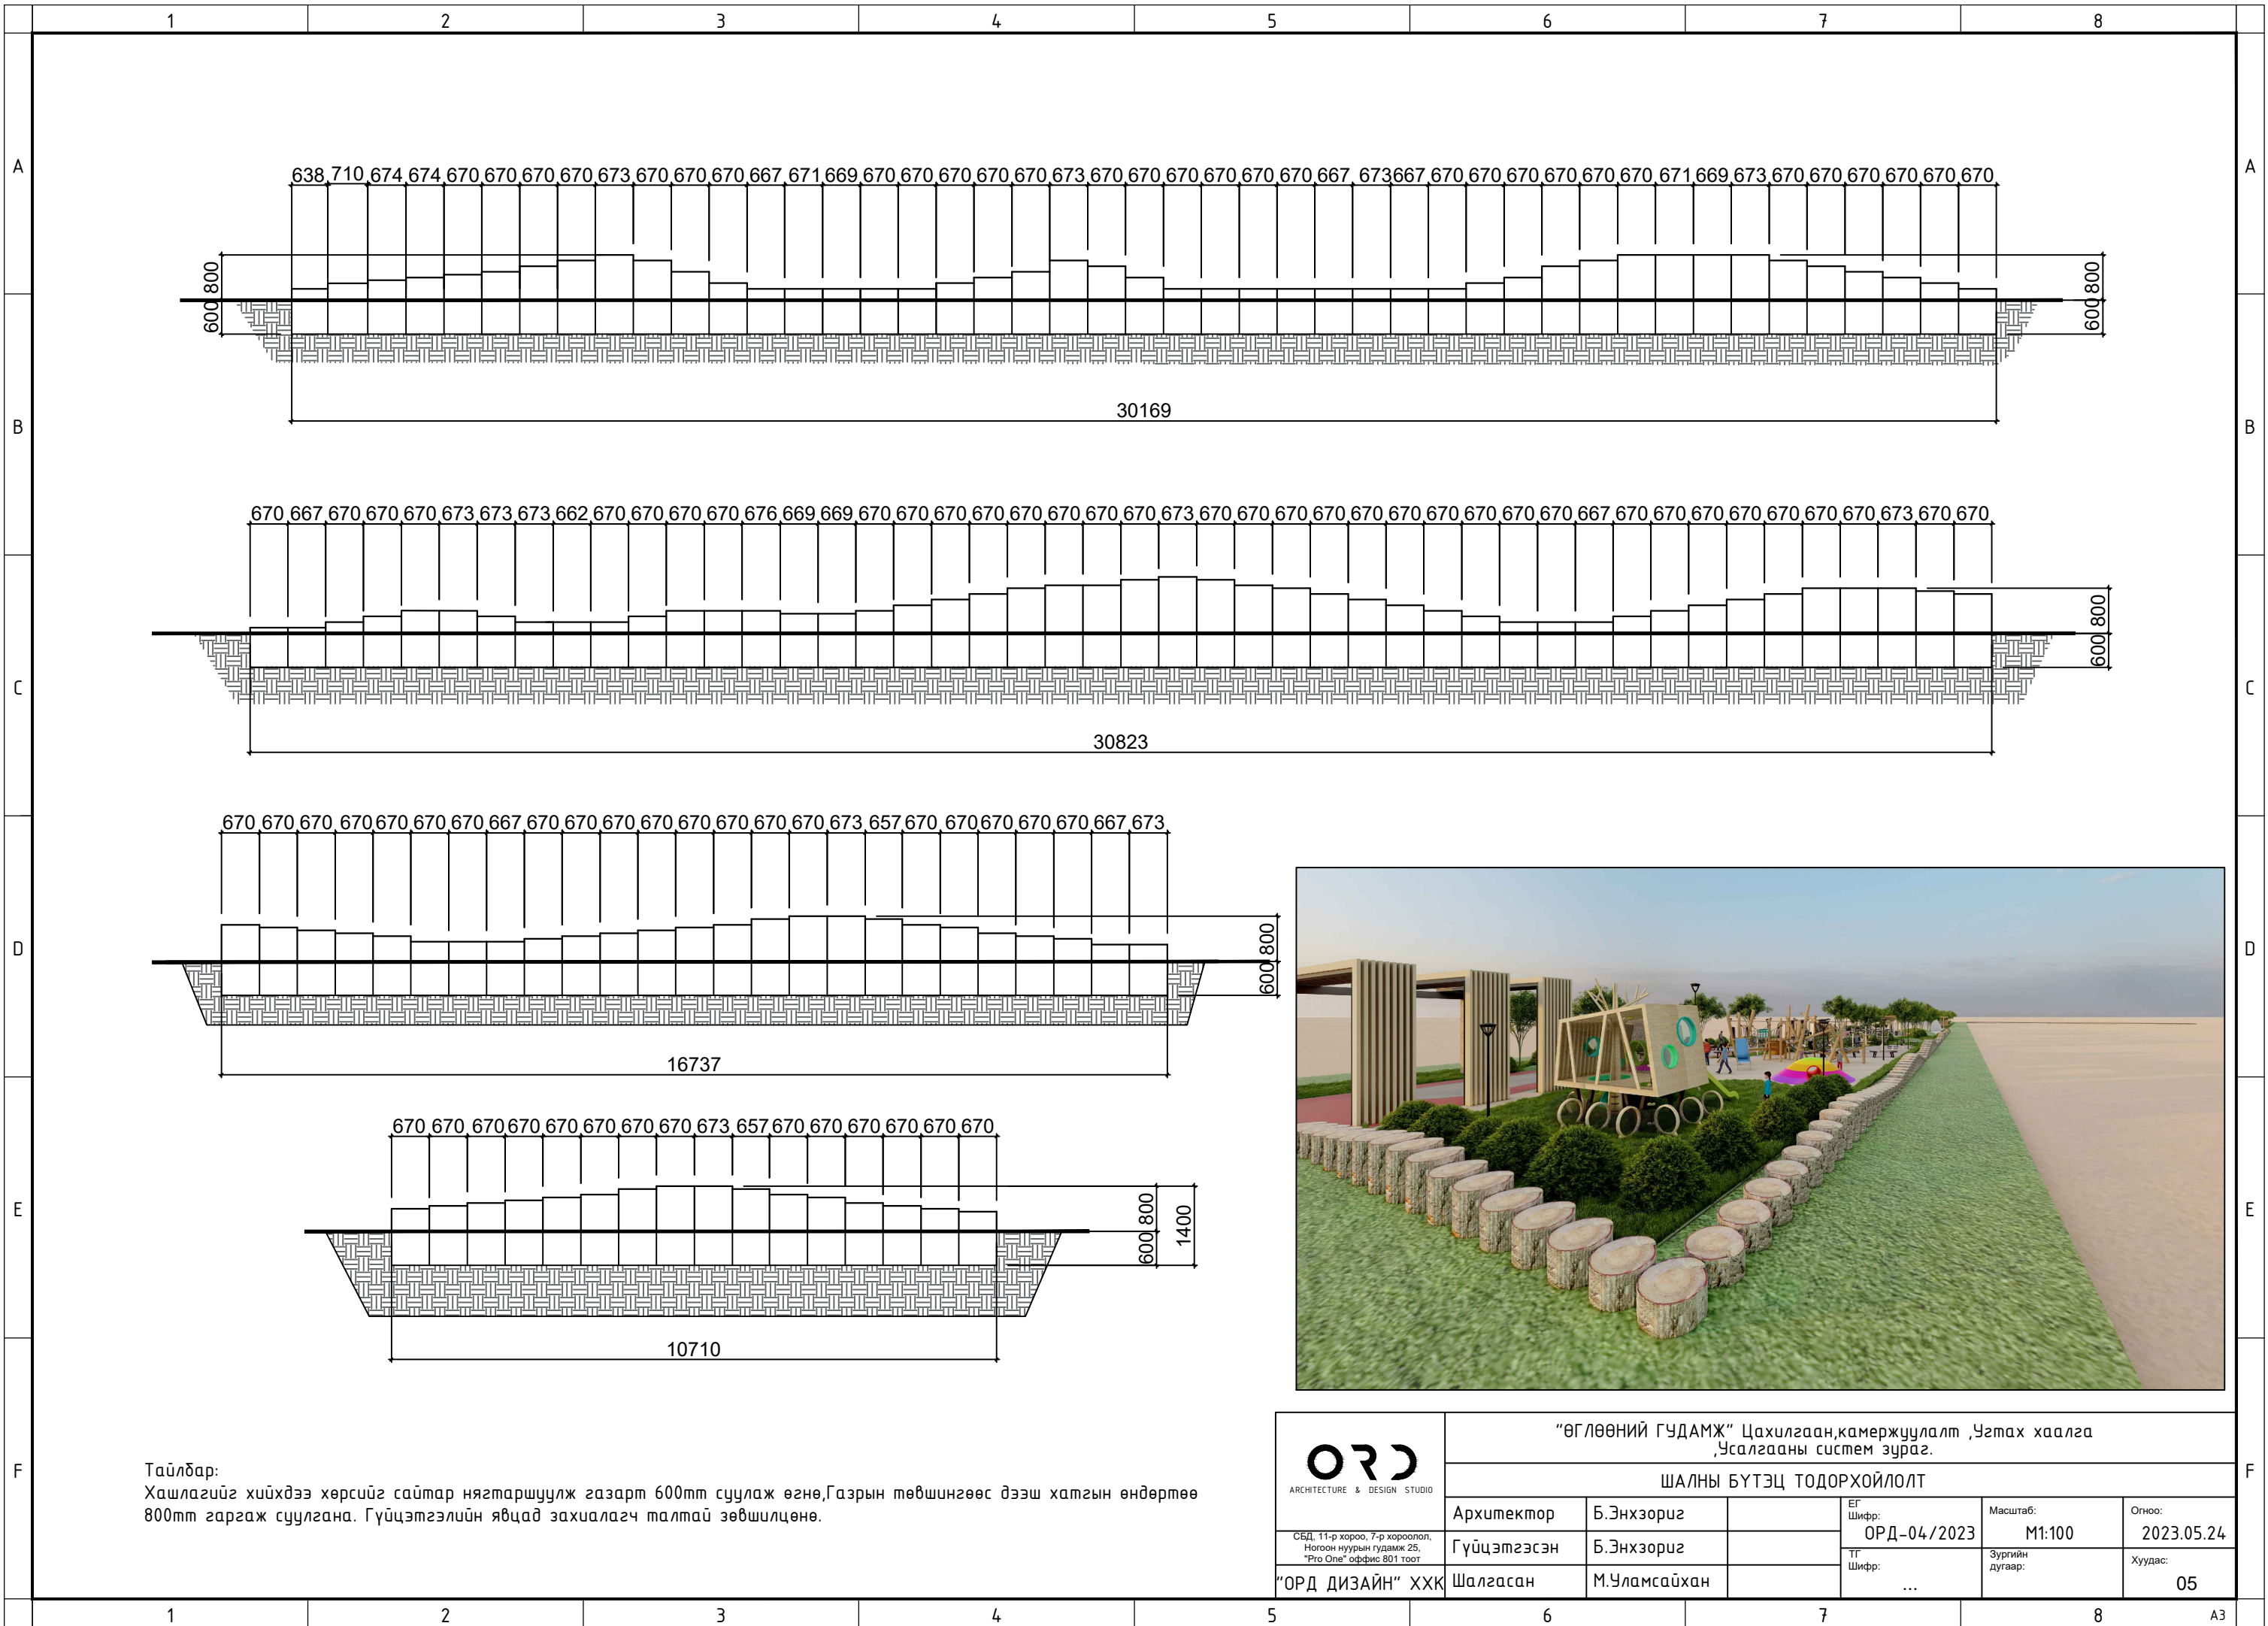 1 2 3 4 5 6 7 8
A A
638 710 674 674 670 670 670 670 673 670 670 670 667 671 669 670 670 670 670 670 673 670 670 670 670 670 670 667 673 667 670 670 670 670 670 670 671 669 673 670 670 670 670 670 670
800 800
600 600
30169
B B
670 667 670 670 670 673 673 673 662 670 670 670 670 676 669 669 670 670 670 670 670 670 670 670 673 670 670 670 670 670 670 670 670 670 670 667 670 670 670 670 670 670 670 673 670 670
800
600
C C
30823
670 670 670 670 670 670 670 667 670 670 670 670 670 670 670 670 673 657 670 670 670 670 670 667 673
800
600
D D
16737
670 670 670 670 670 670 670 670 673 657 670 670 670 670 670 670
800
600
1400
E E
10710
F F
Тайлбар:
Хашлагийг хийхдээ хөрсийг сайтар нягтаршуулж газарт 600mm суулаж өгнө,Газрын төвшингөөс дээш хатгын өндөртөө
800mm гаргаж суулгана. Гүйцэтгэлийн явцад захиалагч талтай зөвшилцөнө.
ORD
ARCHITECTURE & DESIGN STUDIO
СБД, 11-р хороо, 7-р хороолол,
Ногоон нуурын гудамж 25,
"Pro One" оффис 801 тоот
"ОРД ДИЗАЙН" ХХК
"ӨГЛӨӨНИЙ ГУДАМЖ" Цахилгаан,камержуулалт ,Угтах хаалга
,Усалгааны систем зураг.
ШАЛНЫ БҮТЭЦ ТОДОРХОЙЛОЛТ
Архитектор Б.Энхзориг
Гүйцэтгэсэн Б.Энхзориг
Шалгасан М.Уламсайхан
ЕГ
Шифр:
ОРД-04/2023
Масштаб:
М1:100
Огноо:
2023.05.24
ТГ
Шифр:
...
Зургийн
дугаар:
Хуудас:
05
1 2 3 4 5 6 7 8
A3